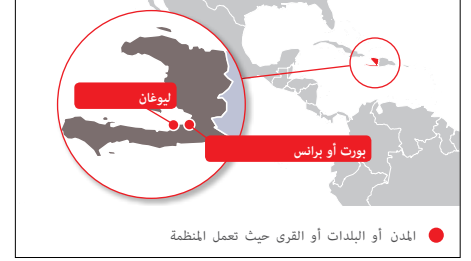 ليوغان
بورت أو برانس
المدن أو البلدات أو القرى حيث تعمل المنظمة